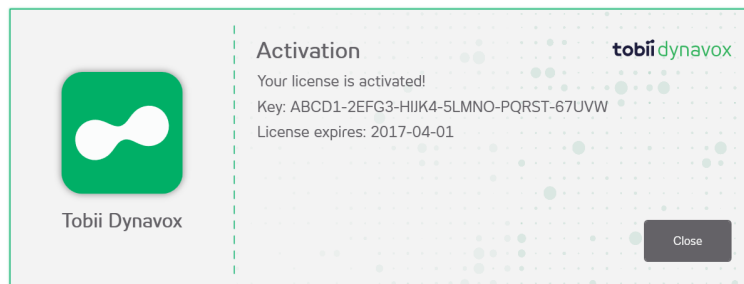 Activation
tobii dynavox
Your license is activated!
Key: ABCD1-2EFG3-HIJK4-5LMNO-PQRST-67UVW
License expires: 2017-04-01
Tobii Dynavox
Close